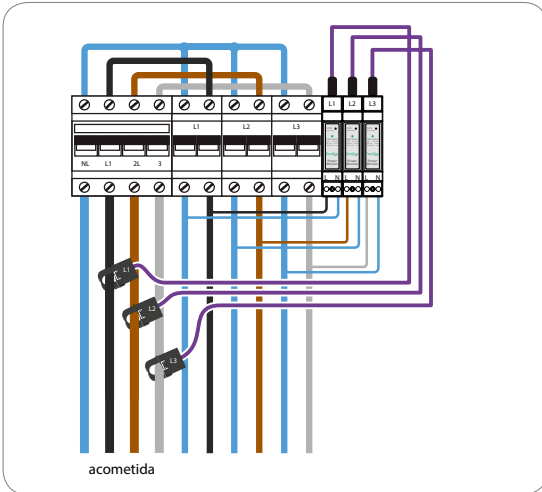 L1 L2 L3
L1 L2 L3
NL L1 2L 3
L N L N L N
L1
L2
L3
acometida